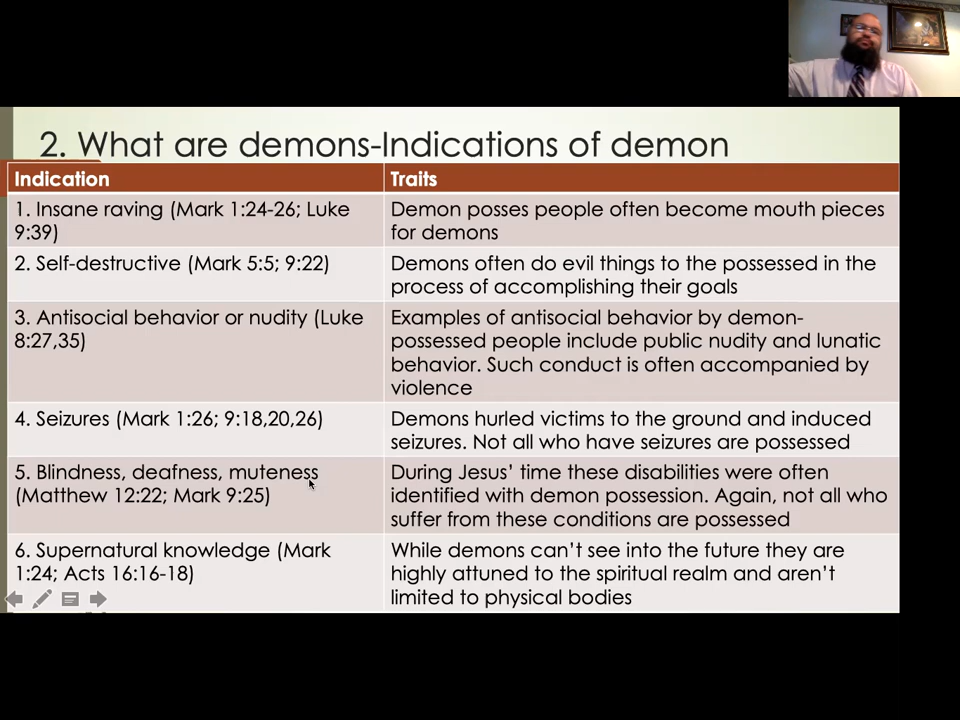 2. What are demons-Indications of demon
Indication
Traits
1. Insane raving (Mark 1:24-26; Luke
9:39)
Demon posses people often become mouth pieces
for demons
2. Self-destructive (Mark 5:5; 9:22)
Demons often do evil things to the possessed in the
process of accomplishing their goals
3. Antisocial behavior or nudity (Luke
8:27,35)
Examples of antisocial behavior by demon-
possessed people include public nudity and lunatic
behavior. Such conduct is often accompanied by
violence
4. Seizures (Mark 1:26; 9:18,20,26)
Demons hurled victims to the ground and induced
seizures. Not all who have seizures are possessed
5. Blindness, deafness, muteness
(Matthew 12:22; Mark 9:25)
During Jesus’ time these disabilities were often
identified with demon possession. Again, not all who
suffer from these conditions are possessed
6. Supernatural knowledge (Mark
1:24; Acts 16:16-18)
While demons can’t see into the future they are
highly attuned to the spiritual realm and aren’t
limited to physical bodies